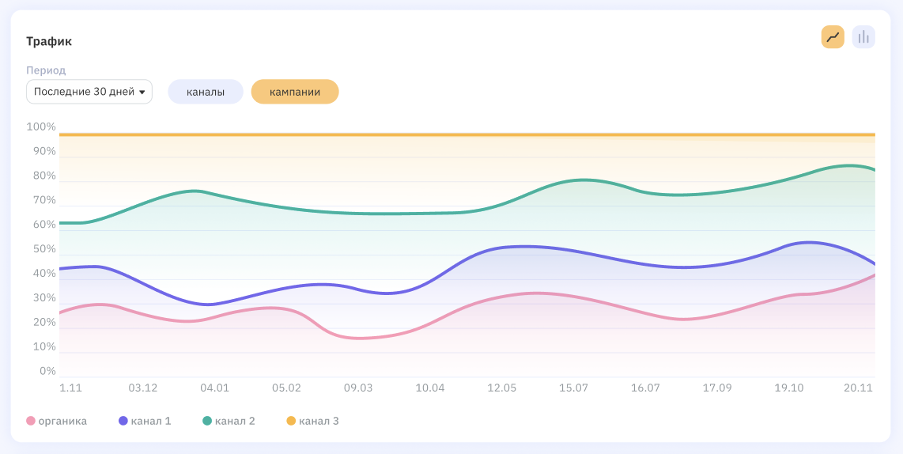 Трафик
Период
Последние 30 дней
каналы
кампании
100%
90%
80%
70%
60%
50%
40%
30%
20%
10%
0%
1.11 03.12 04.01 05.02 09.03 10.04 12.05 15.07 16.07 17.09 19.10 20.11
органика канал 1 канал 2 канал 3